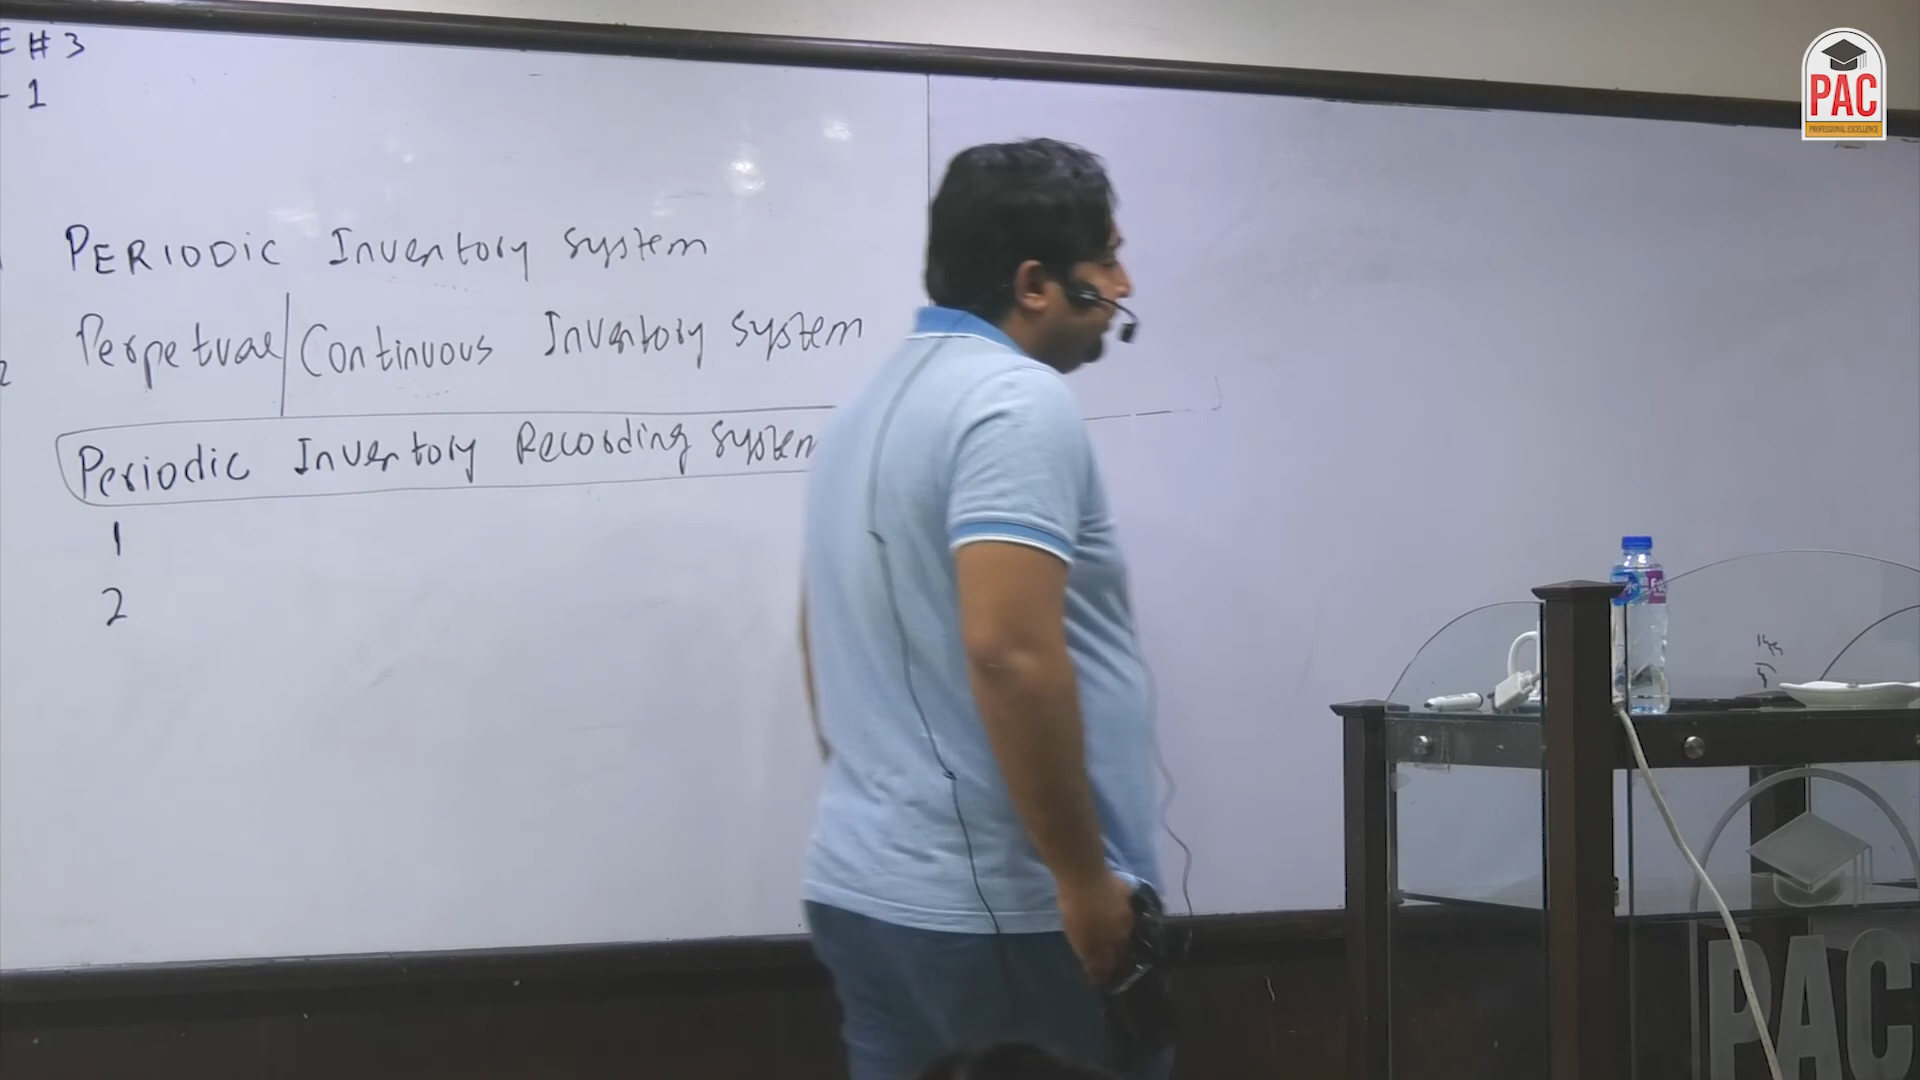 E # 3
- 1
PERIODIC Inventory system
2 Perpetual/Continuous Inventory system
Periodic Inventory Recording system
1
2
PAC
PROFESSIONAL EXCELLENCE
PAC